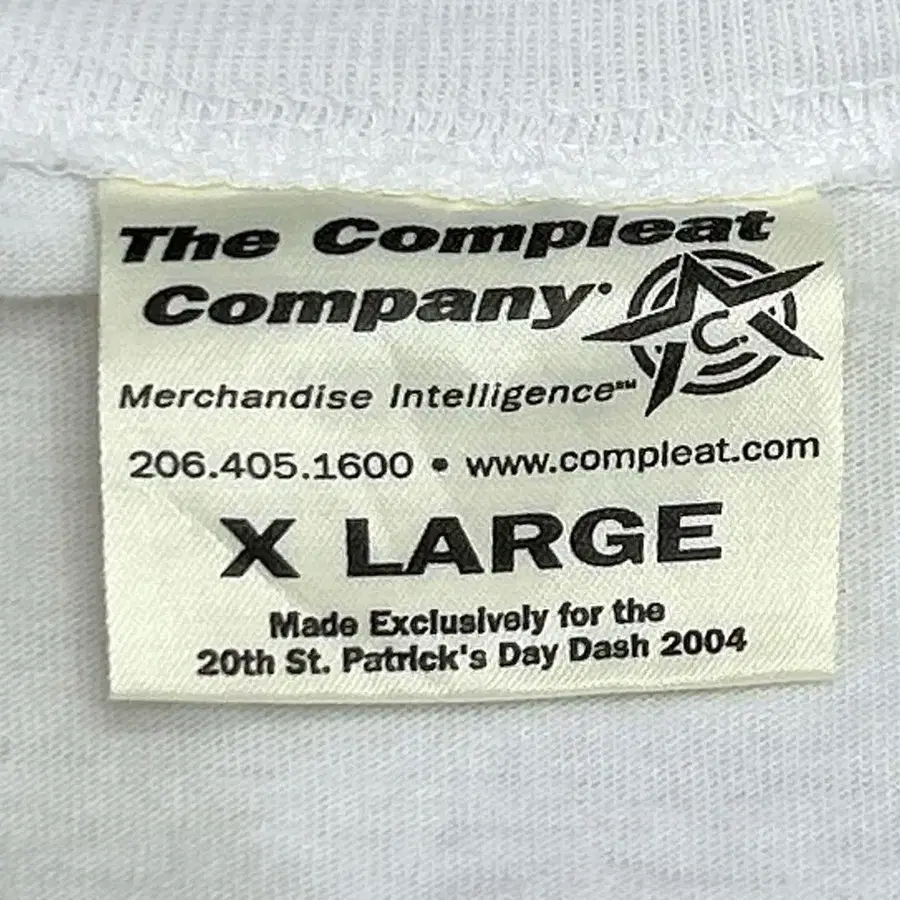 The Compleat
Company
C.
Merchandise Intelligence℠
206.405.1600 • www.compleat.com
X LARGE
Made Exclusively for the
20th St. Patrick's Day Dash 2004